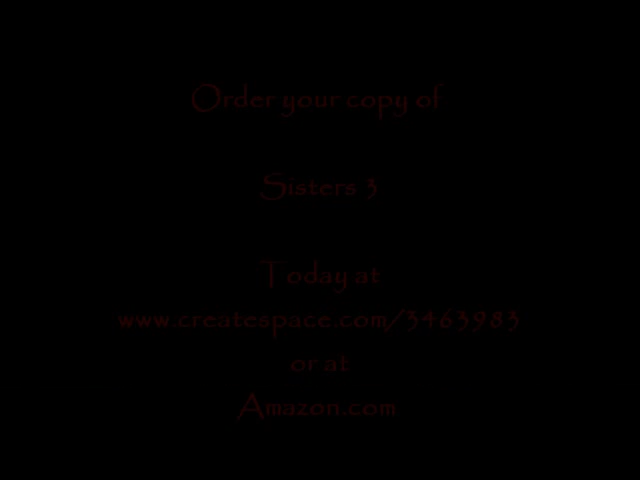 Order your copy of
Sisters 3
Today at
www.createspace.com/3463983
or at
Amazon.com